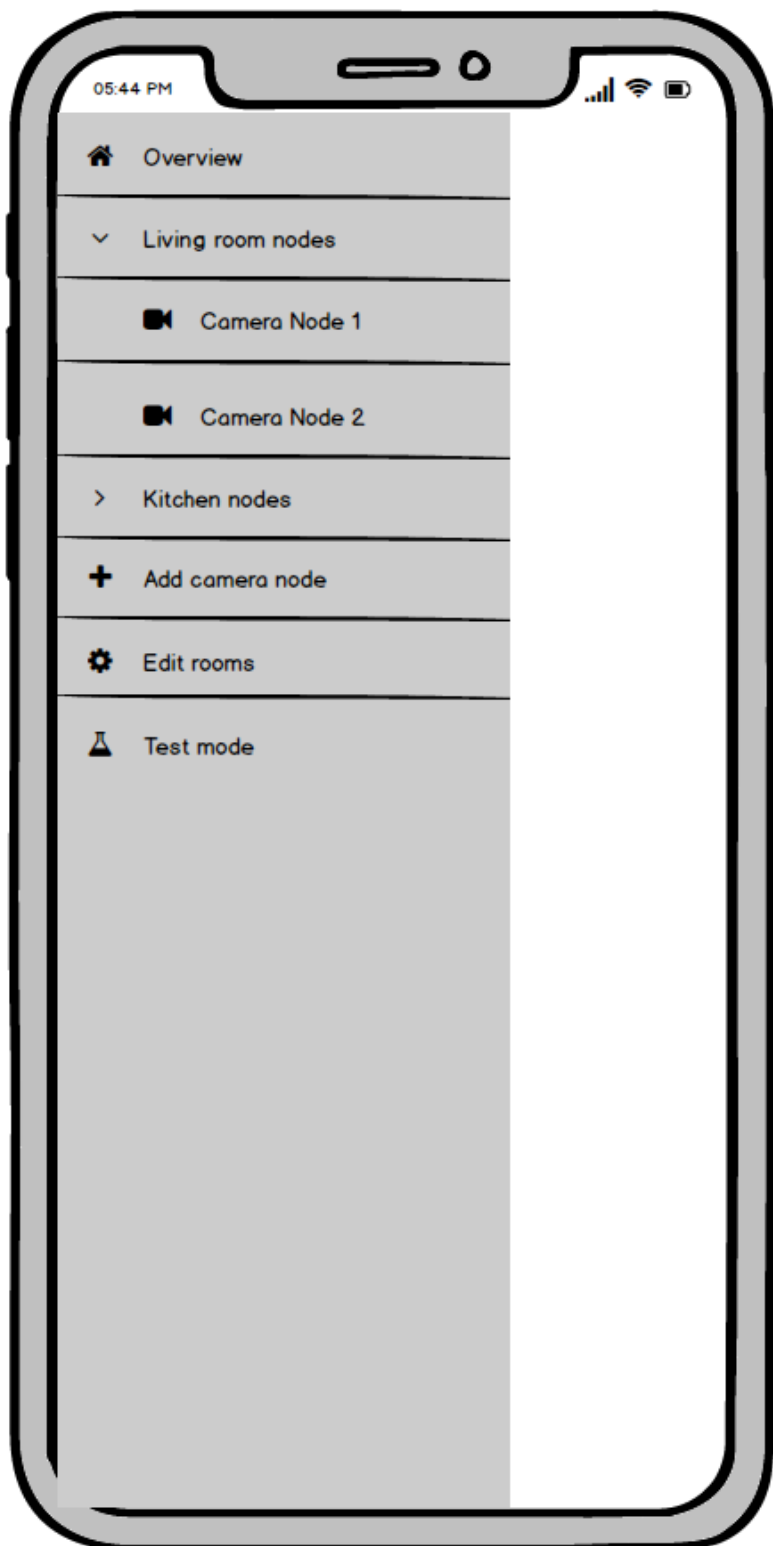 05:44 PM
Overview
Living room nodes
Camera Node 1
Camera Node 2
Kitchen nodes
Add camera node
Edit rooms
Test mode